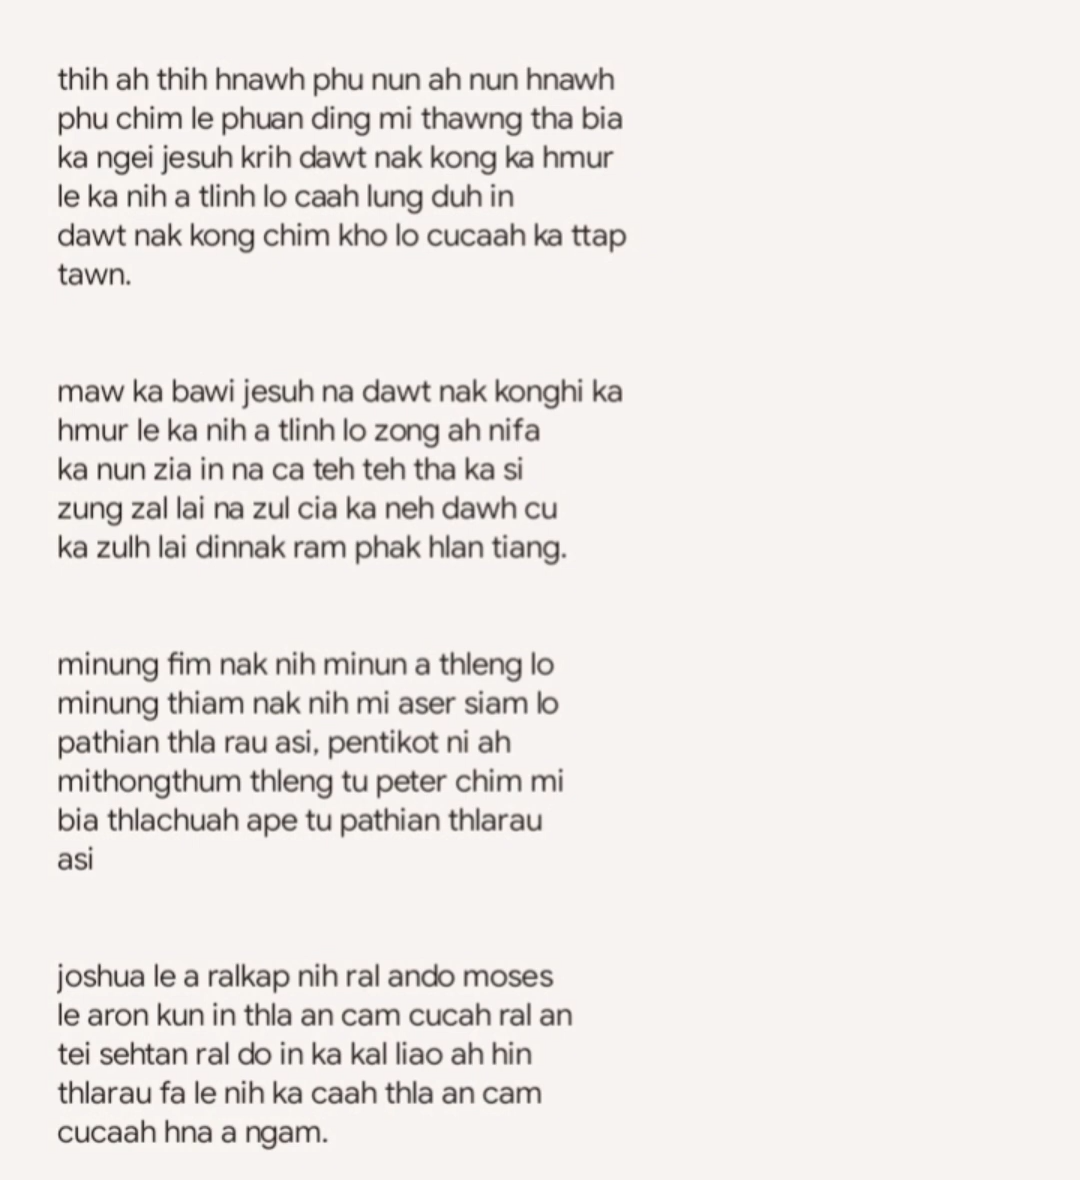 thih ah thih hnawh phu nun ah nun hnawh
phu chim le phuan ding mi thawng tha bia
ka ngei jesuh krih dawt nak kong ka hmur
le ka nih a tlinh lo caah lung duh in
dawt nak kong chim kho lo cucaah ka ttap
tawn.
maw ka bawi jesuh na dawt nak konghi ka
hmur le ka nih a tlinh lo zong ah nifa
ka nun zia in na ca teh teh tha ka si
zung zal lai na zul cia ka neh dawh cu
ka zulh lai dinnak ram phak hlan tiang.
minung fim nak nih minun a thleng lo
minung thiam nak nih mi aser siam lo
pathian thla rau asi, pentikot ni ah
mithongthum thleng tu peter chim mi
bia thlachuah ape tu pathian thlarau
asi
joshua le a ralkap nih ral ando moses
le aron kun in thla an cam cucah ral an
tei sehtan ral do in ka kal liao ah hin
thlarau fa le nih ka caah thla an cam
cucaah hna a ngam.